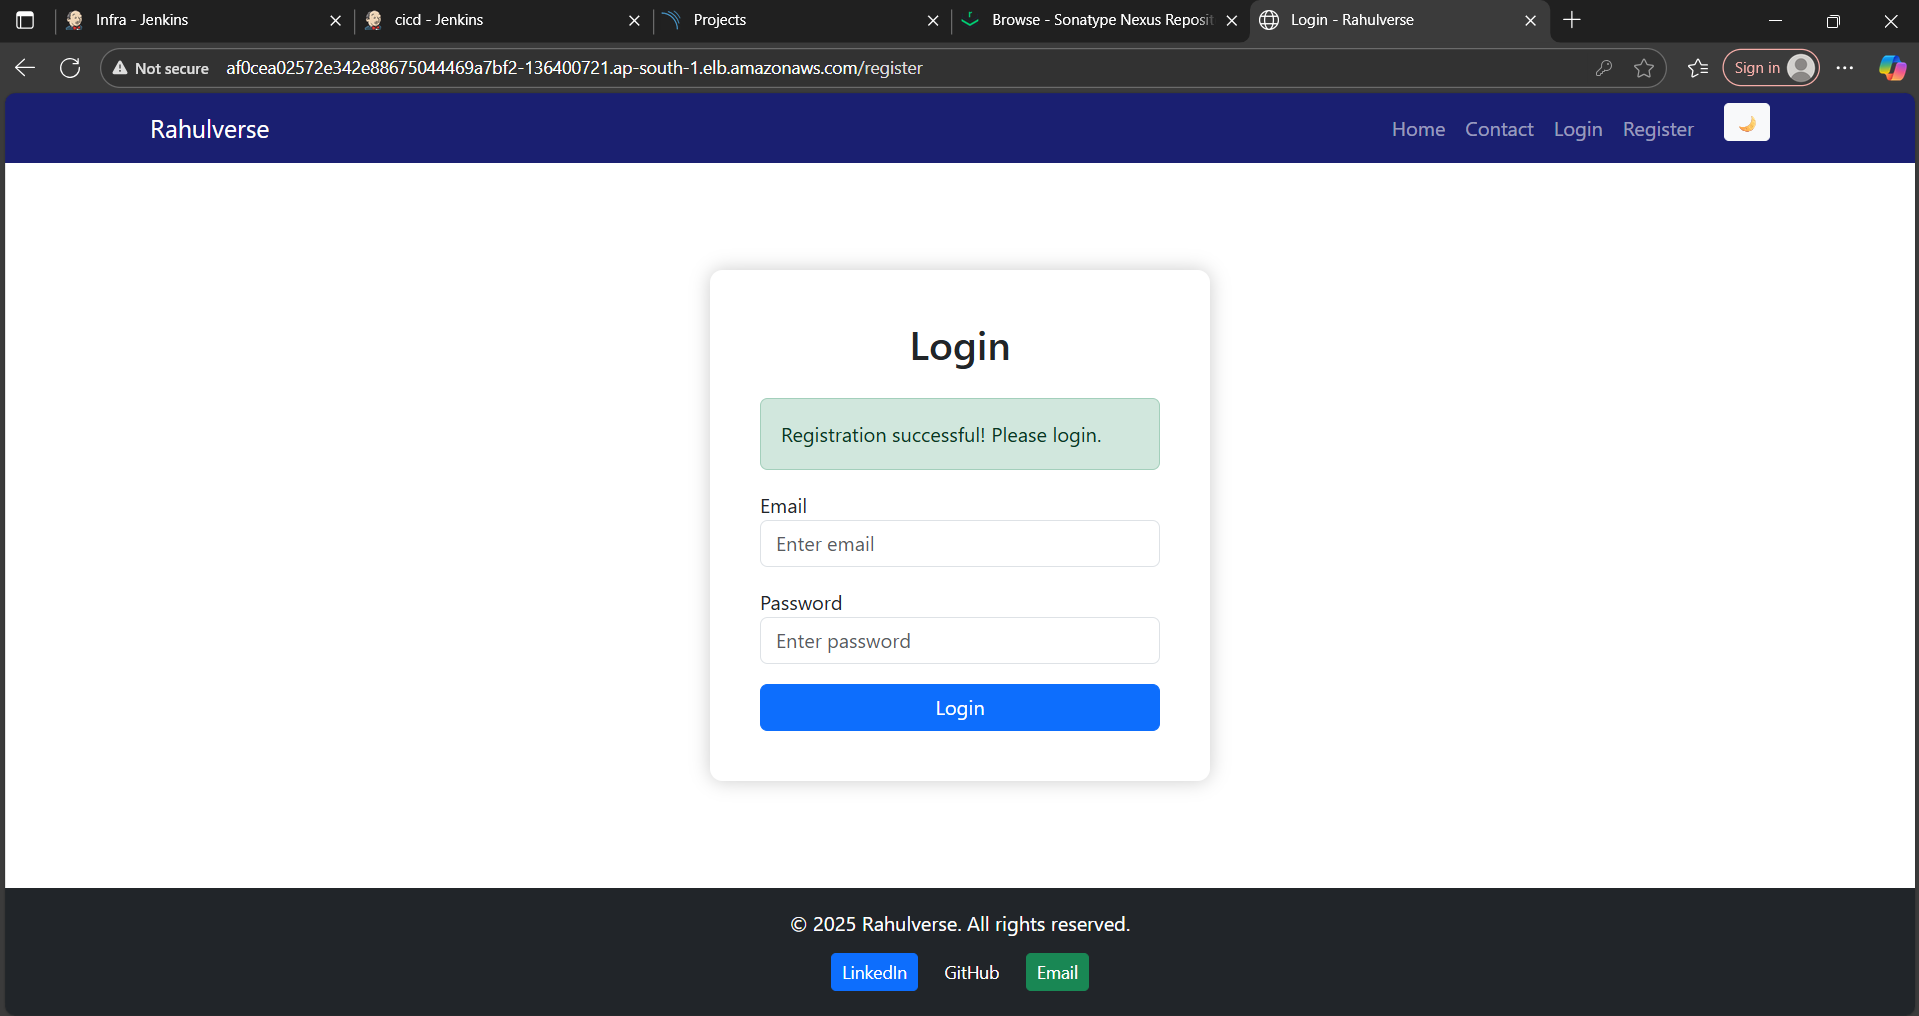 Infra - Jenkins
cicd - Jenkins
Projects
Browse - Sonatype Nexus Reposit
Login - Rahulverse
Not secure
af0cea02572e342e88675044469a7bf2-136400721.ap-south-1.elb.amazonaws.com/register
Sign in
Rahulverse
Home
Contact
Login
Register
Login
Registration successful! Please login.
Email
Enter email
Password
Enter password
Login
© 2025 Rahulverse. All rights reserved.
LinkedIn
GitHub
Email